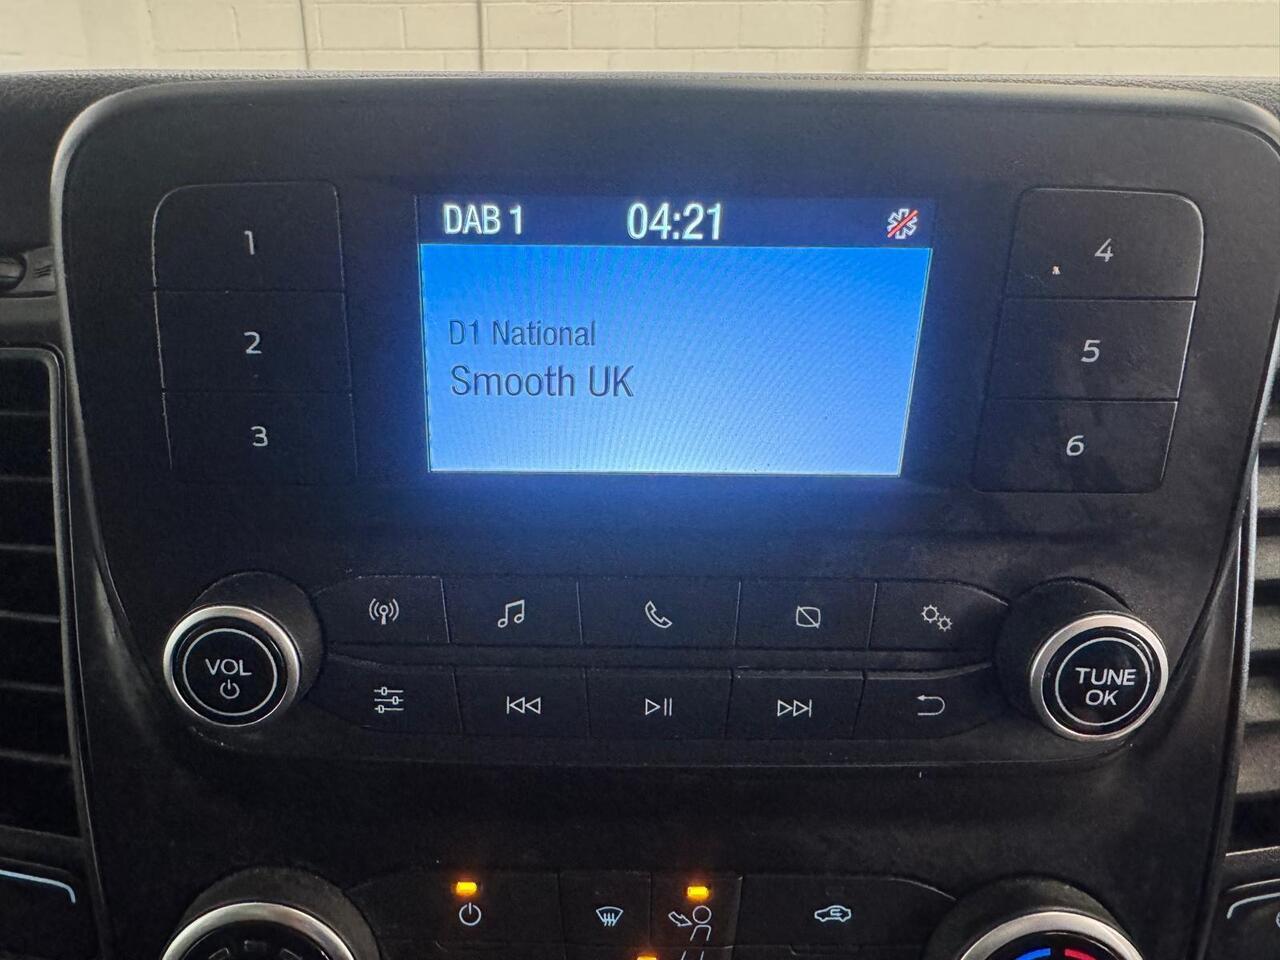 DAB 1 04:21
D1 National
Smooth UK
1
2
3
4
5
6
VOL
TUNE
OK